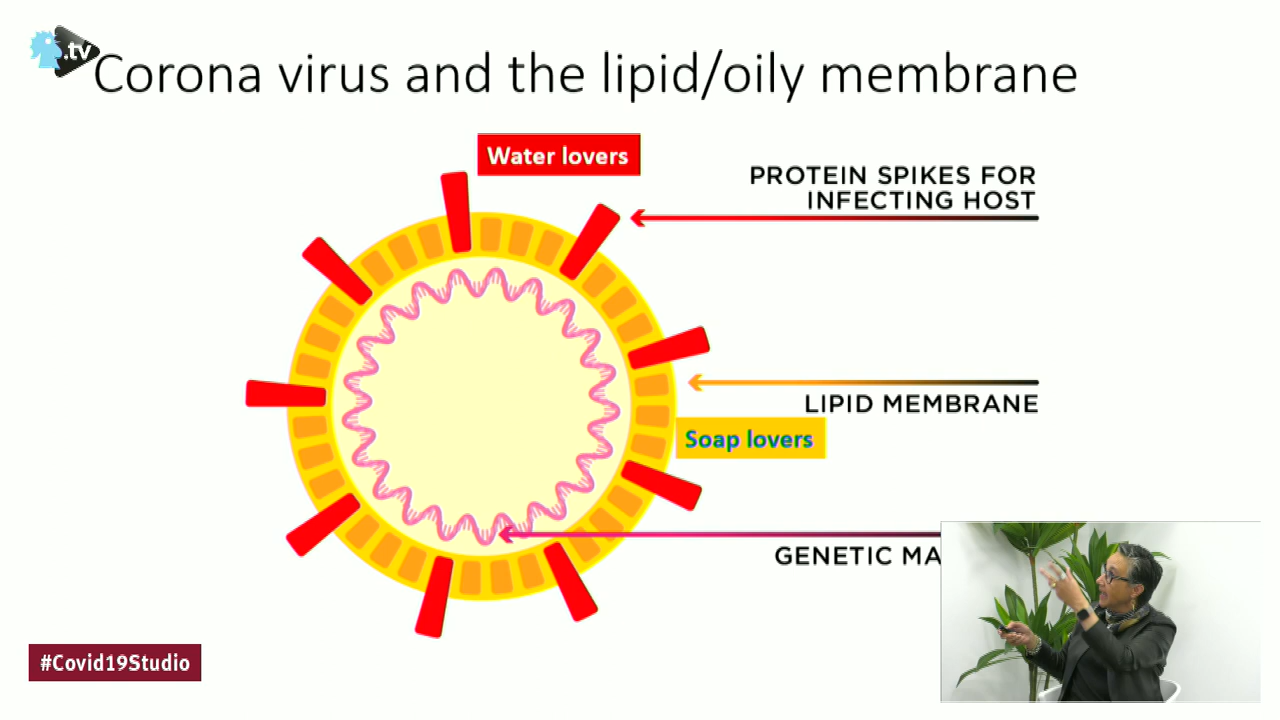 .tv
Corona virus and the lipid/oily membrane
Water lovers
PROTEIN SPIKES FOR
INFECTING HOST
LIPID MEMBRANE
Soap lovers
GENETIC MA
#Covid19Studio